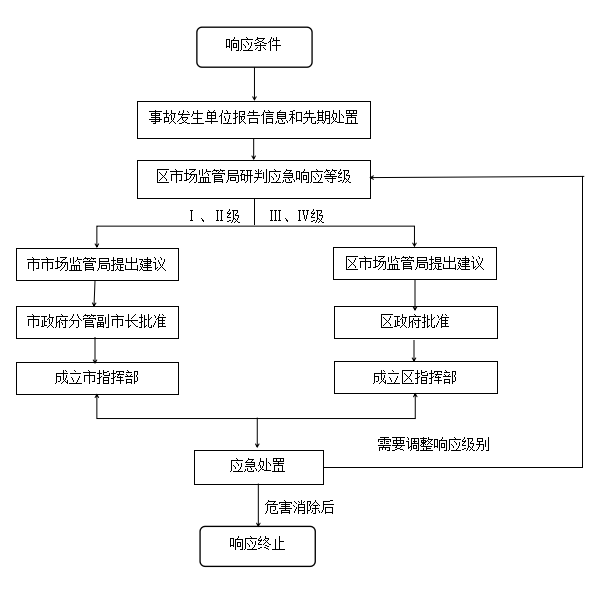 响应条件
事故发生单位报告信息和先期处置
区市场监管局研判应急响应等级
Ⅰ、Ⅱ级
Ⅲ、Ⅳ级
市市场监管局提出建议
区市场监管局提出建议
市政府分管副市长批准
区政府批准
成立市指挥部
成立区指挥部
需要调整响应级别
应急处置
危害消除后
响应终止